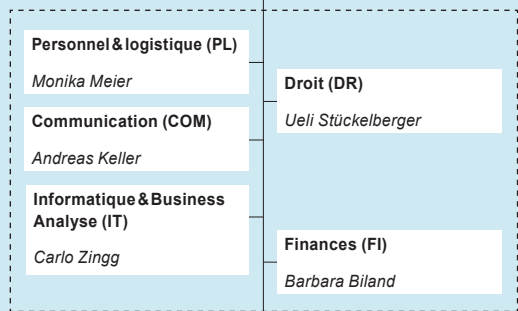 Personnel & logistique (PL)
Monika Meier
Communication (COM)
Andreas Keller
Informatique & Business
Analyse (IT)
Carlo Zingg
Droit (DR)
Ueli Stückelberger
Finances (FI)
Barbara Biland